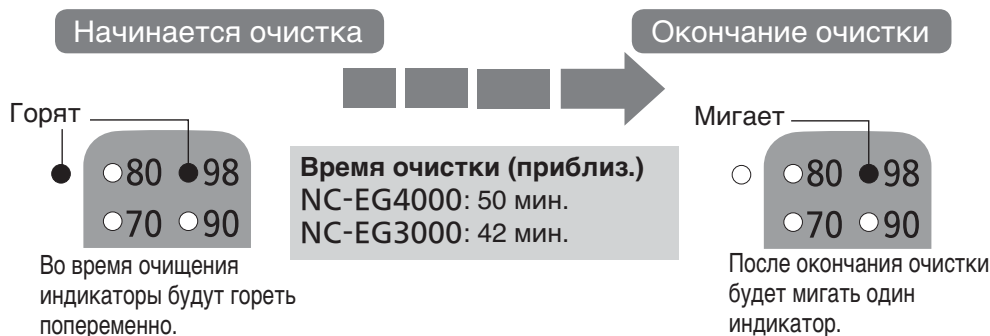 Начинается очистка
Окончание очистки
Горят
80 98
70 90
Во время очищения
индикаторы будут гореть
попеременно.
Время очистки (приблиз.)
NC-EG4000: 50 мин.
NC-EG3000: 42 мин.
Мигает
80 98
70 90
После окончания очистки
будет мигать один
индикатор.